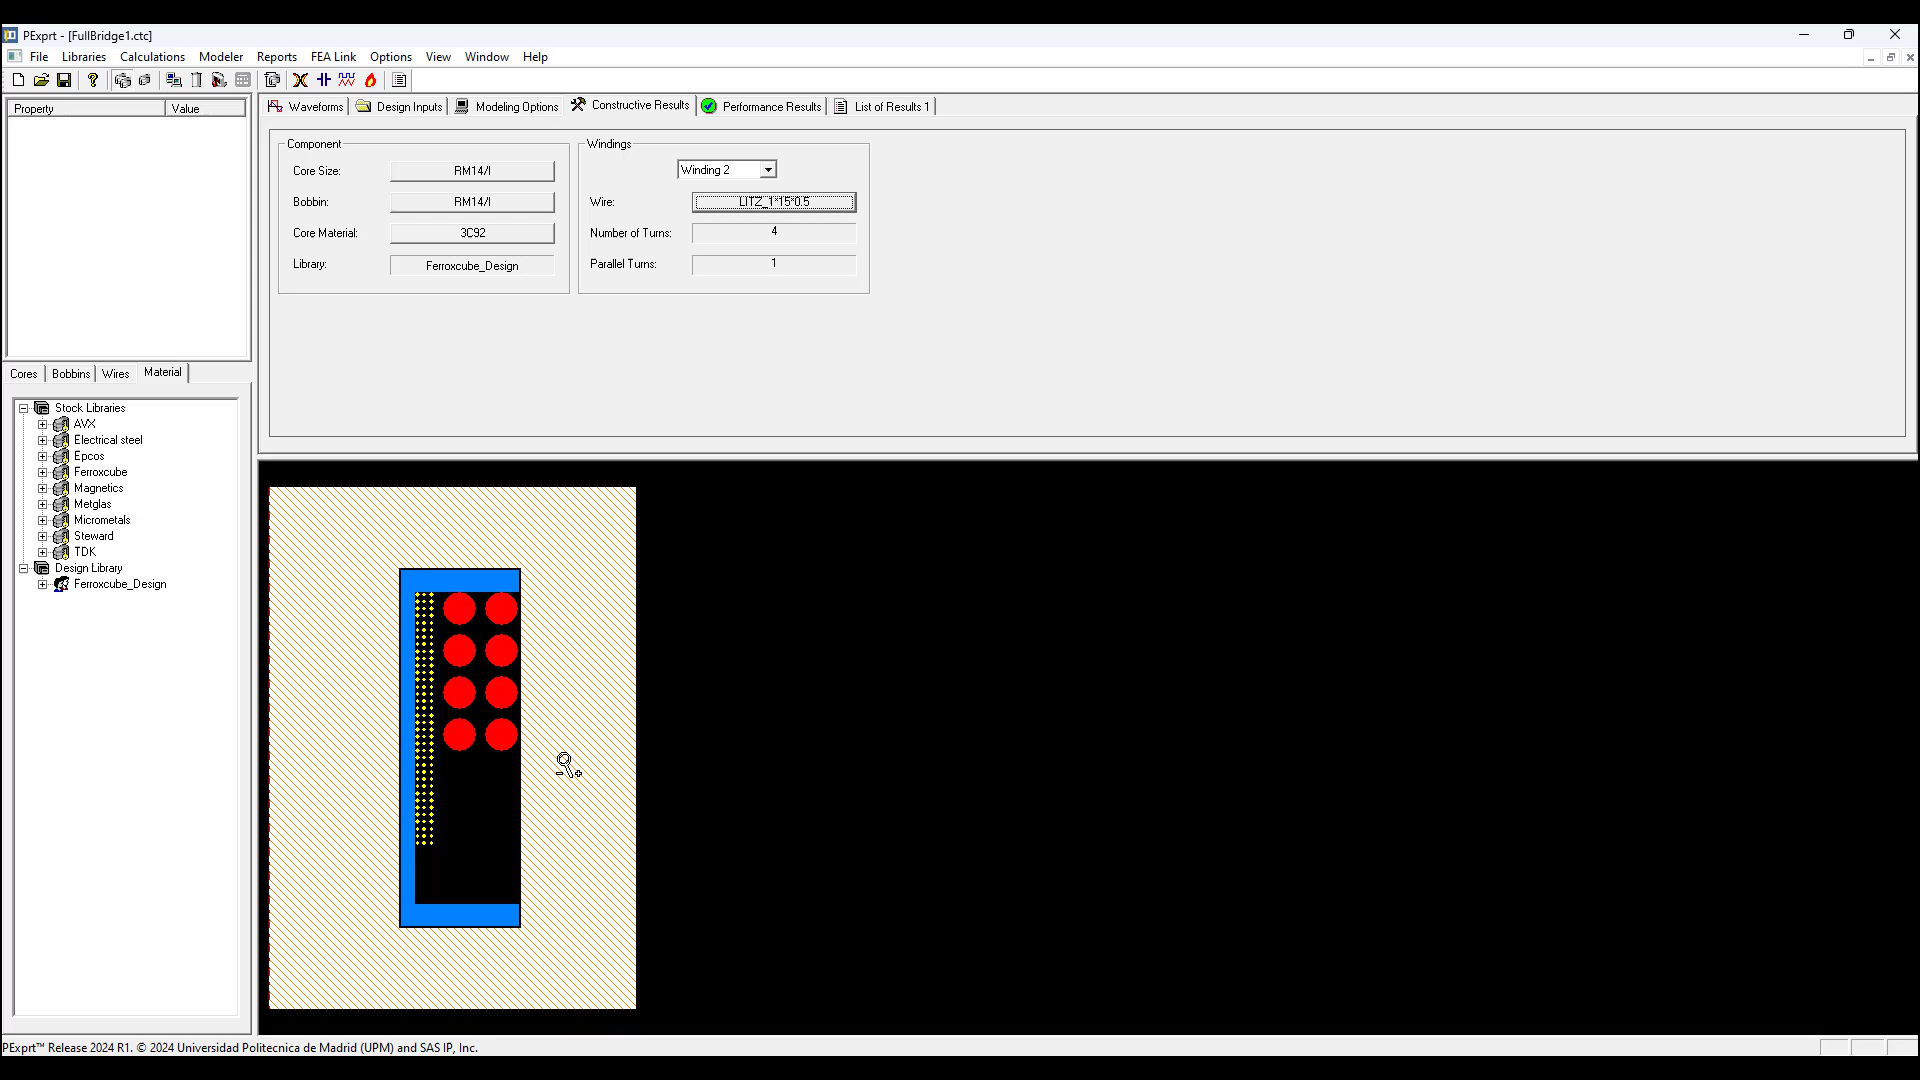 PExprt - [FullBridge1.ctc]
File Libraries Calculations Modeler Reports FEA Link Options View Window Help
Property Value
Waveforms Design Inputs Modeling Options Constructive Results Performance Results List of Results 1
Component
Core Size: RM14/I
Bobbin: RM14/I
Core Material: 3C92
Library: Ferroxcube_Design
Windings
Winding 2
Wire: LITZ_1*15*0.5
Number of Turns: 4
Parallel Turns: 1
Cores Bobbins Wires Material
Stock Libraries
AVX
Electrical steel
Epcos
Ferroxcube
Magnetics
Metglas
Micrometals
Steward
TDK
Design Library
Ferroxcube_Design
PExprt™ Release 2024 R1. © 2024 Universidad Politecnica de Madrid (UPM) and SAS IP, Inc.